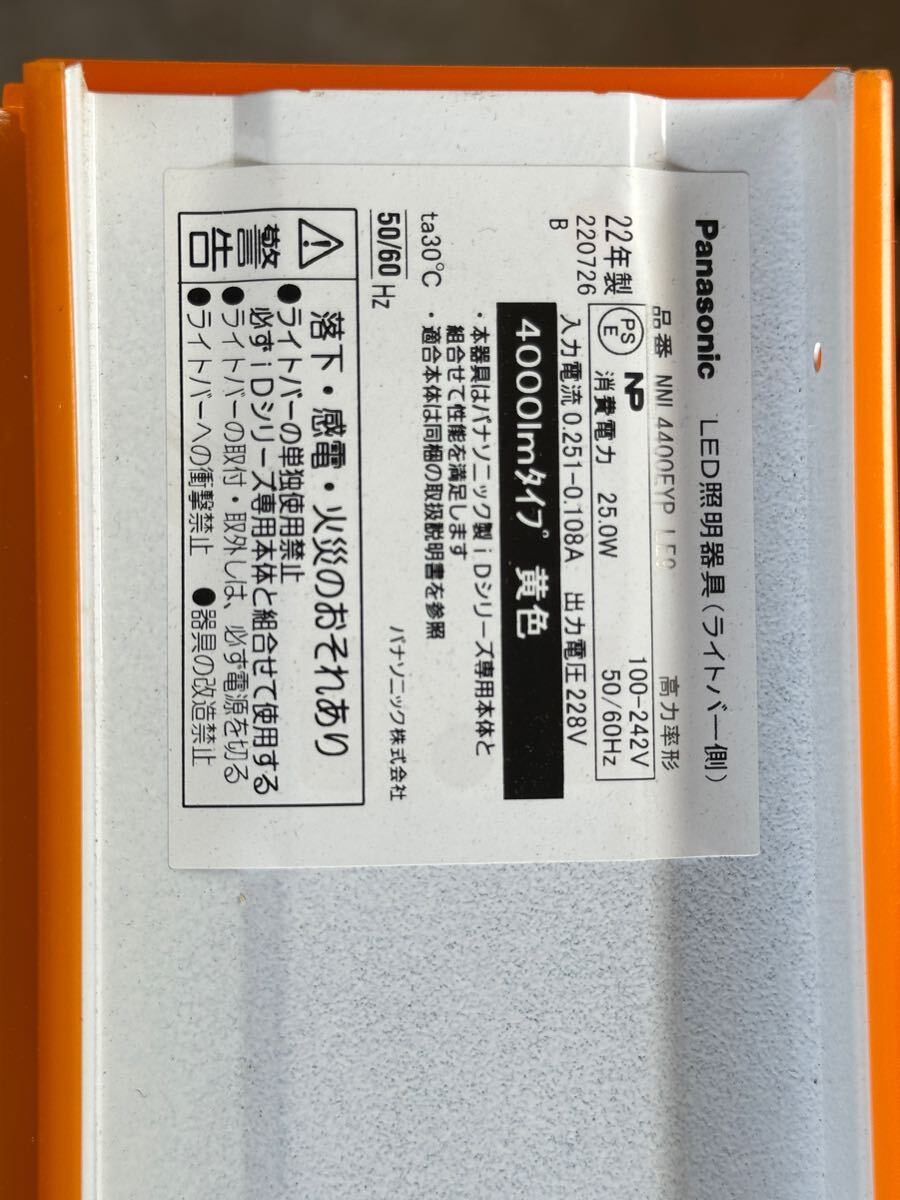 Panasonic LED照明器具(ライトバー側)
品番 NNL4400EYP LE9 高力率形
22年製
220726
B
PS
E
NP
100-242V
消費電力 25.0W 50/60Hz
入力電流0.251-0.108A 出力電圧228V
4000lmタイプ 黄色
・本器具はパナソニック製iDシリーズ専用本体と
組合せて性能を満足します
・適合本体は同梱の取扱説明書を参照
ta30℃
50/60Hz
パナソニック株式会社
警告
落下・感電・火災のおそれあり
●ライトバーの単独使用禁止
必ずiDシリーズ専用本体と組合せて使用する
●ライトバーの取付・取外しは、必ず電源を切る
●ライトバーへの衝撃禁止 ●器具の改造禁止